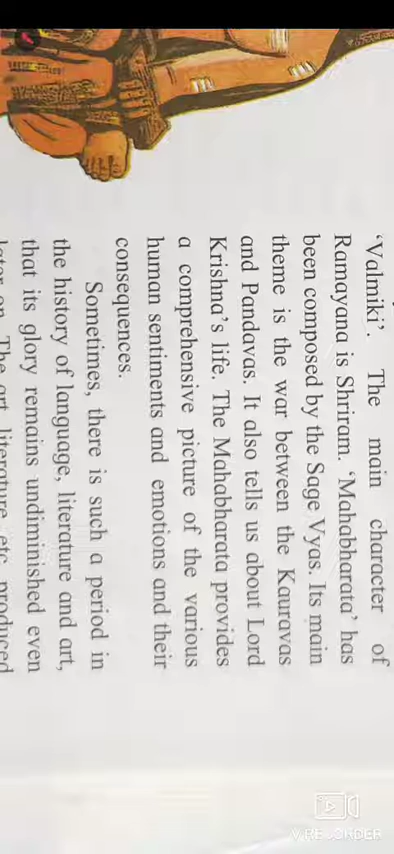 'Valmiki'. The main character of
Ramayana is Shriram. 'Mahabharata' has
been composed by the Sage Vyas. Its main
theme is the war between the Kauravas
and Pandavas. It also tells us about Lord
Krishna's life. The Mahabharata provides
a comprehensive picture of the various
human sentiments and emotions and their
consequences.
Sometimes, there is such a period in
the history of language, literature and art,
that its glory remains undiminished even
later on. The art, literature, etc. produced
V RECORDER